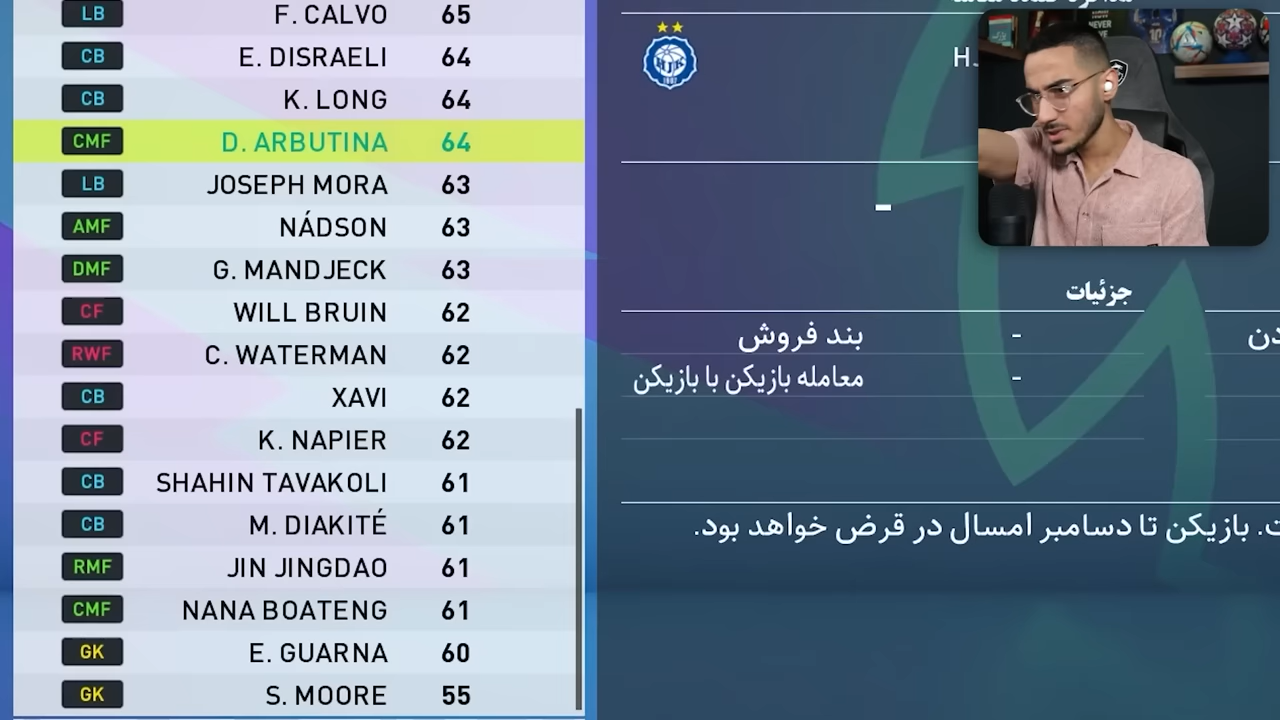 LB F. CALVO 65
CB E. DISRAELI 64
CB K. LONG 64
CMF D. ARBUTINA 64
LB JOSEPH MORA 63
AMF NÁDSON 63
DMF G. MANDJECK 63
CF WILL BRUIN 62
RWF C. WATERMAN 62
CB XAVI 62
CF K. NAPIER 62
CB SHAHIN TAVAKOLI 61
CB M. DIAKITÉ 61
RMF JIN JINGDAO 61
CMF NANA BOATENG 61
GK E. GUARNA 60
GK S. MOORE 55
HJK
-
جزئیات
بند فروش -
معامله بازیکن با بازیکن -
بازیکن تا دسامبر امسال در قرض خواهد بود.